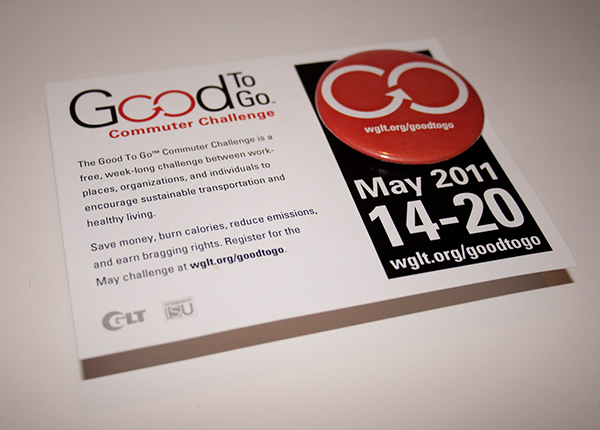 Good To Go™
Commuter Challenge
The Good To Go™ Commuter Challenge is a
free, week-long challenge between work-
places, organizations, and individuals to
encourage sustainable transportation and
healthy living.
Save money, burn calories, reduce emissions,
and earn bragging rights. Register for the
May challenge at wglt.org/goodtogo.
GLT
ISU
GO
wglt.org/goodtogo
May 2011
14-20
wglt.org/goodtogo